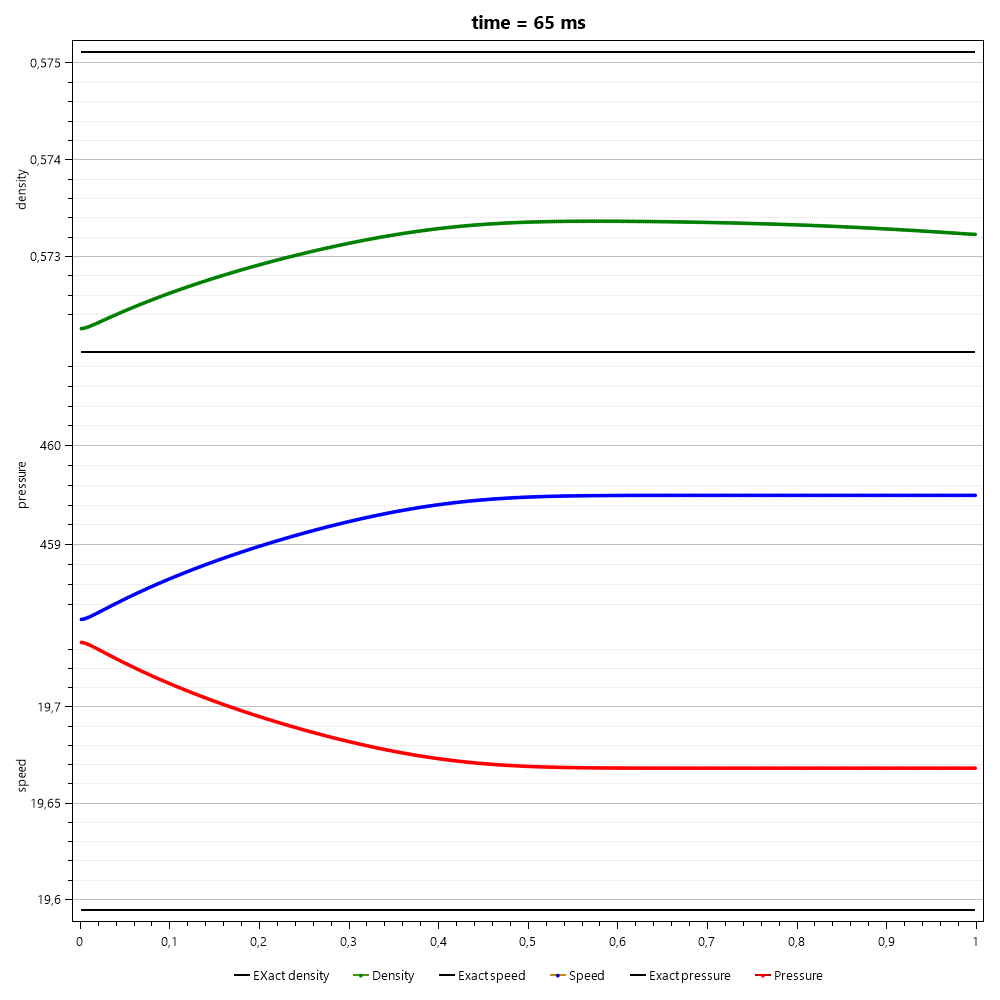 time = 65 ms
0,575
0,574
density
0,573
460
pressure
459
19,7
speed
19,65
19,6
0 0,1 0,2 0,3 0,4 0,5 0,6 0,7 0,8 0,9 1
EXact density Density Exact speed Speed Exact pressure Pressure